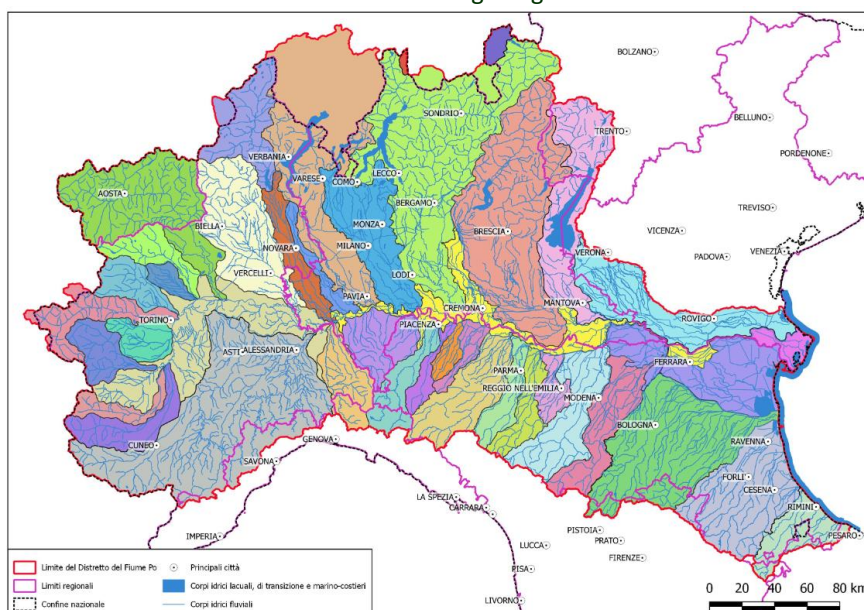 BOLZANO
SONDRIO
TRENTO
BELLUNO
PORDENONE
VERBANIA
VARESE
COMO
LECCO
AOSTA
BERGAMO
TREVISO
BIELLA
MONZA
BRESCIA
VICENZA
VENEZIA
NOVARA
MILANO
VERONA
PADOVA
VERCELLI
LODI
PAVIA
CREMONA
MANTOVA
ROVIGO
TORINO
PIACENZA
ASTI
ALESSANDRIA
FERRARA
PARMA
REGGIO NELL'EMILIA
MODENA
BOLOGNA
CUNEO
GENOVA
RAVENNA
SAVONA
FORLI'
CESENA
LA SPEZIA
CARRARA
RIMINI
IMPERIA
PISTOIA
PRATO
PESARO
LUCCA
FIRENZE
PISA
LIVORNO
Limite del Distretto del Fiume Po
Principali città
Limiti regionali
Corpi idrici lacuali, di transizione e marino-costieri
Confine nazionale
Corpi idrici fluviali
0 20 40 60 80 km